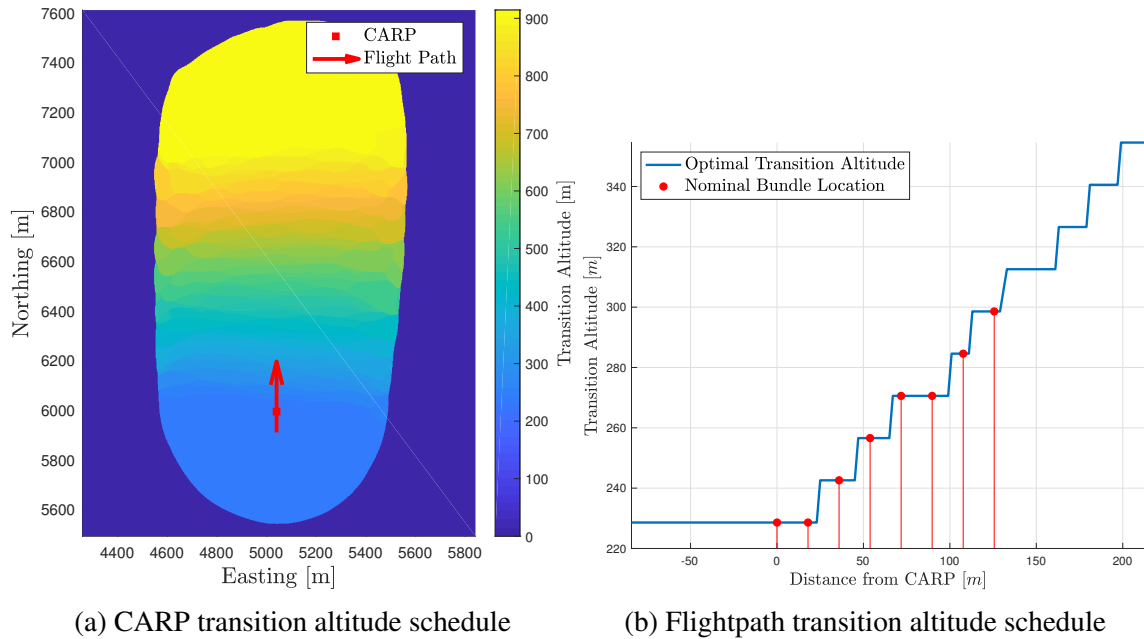 7600
7400
7200
7000
6800
6600
6400
6200
6000
5800
5600
4400 4600 4800 5000 5200 5400 5600 5800
Northing [m]
Easting [m]
CARP
Flight Path
900
800
700
600
500
400
300
200
100
0
Transition Altitude [m]
(a) CARP transition altitude schedule
340
320
300
280
260
240
220
-50 0 50 100 150 200
Transition Altitude [m]
Distance from CARP [m]
Optimal Transition Altitude
Nominal Bundle Location
(b) Flightpath transition altitude schedule